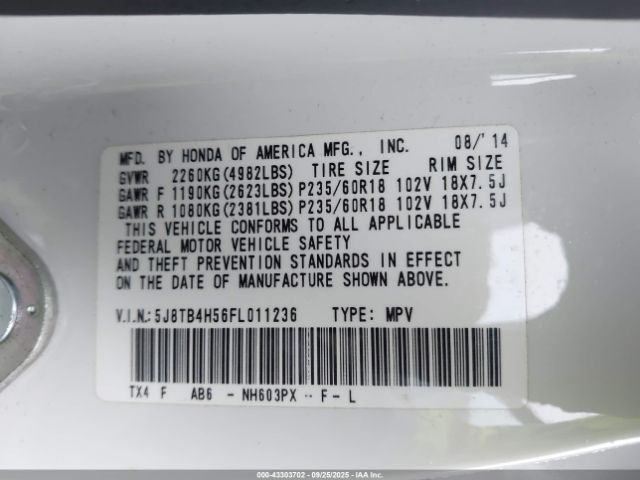 MFD. BY HONDA OF AMERICA MFG., INC. 08/'14
GVWR 2260KG(4982LBS) TIRE SIZE RIM SIZE
GAWR F 1190KG(2623LBS)P235/60R18 102V 18X7.5J
GAWR R 1080KG(2381LBS)P235/60R18 102V 18X7.5J
THIS VEHICLE CONFORMS TO ALL APPLICABLE
FEDERAL MOTOR VEHICLE SAFETY
AND THEFT PREVENTION STANDARDS IN EFFECT
ON THE DATE OF MANUFACTURE SHOWN ABOVE.
V.I.N.:5J8TB4H56FL011236 TYPE: MPV
TX4 F AB6 - NH603PX - F - L
000-43303702 - 09/25/2025 - IAA Inc.